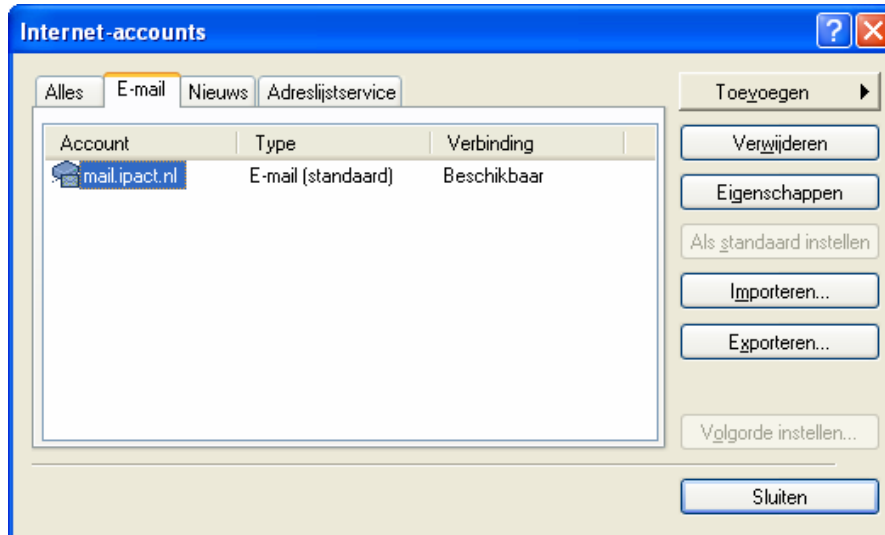 Internet-accounts
Alles E-mail Nieuws Adreslijstservice
Account Type Verbinding
mail.ipact.nl E-mail (standaard) Beschikbaar
Toevoegen
Verwijderen
Eigenschappen
Als standaard instellen
Importeren...
Exporteren...
Volgorde instellen...
Sluiten